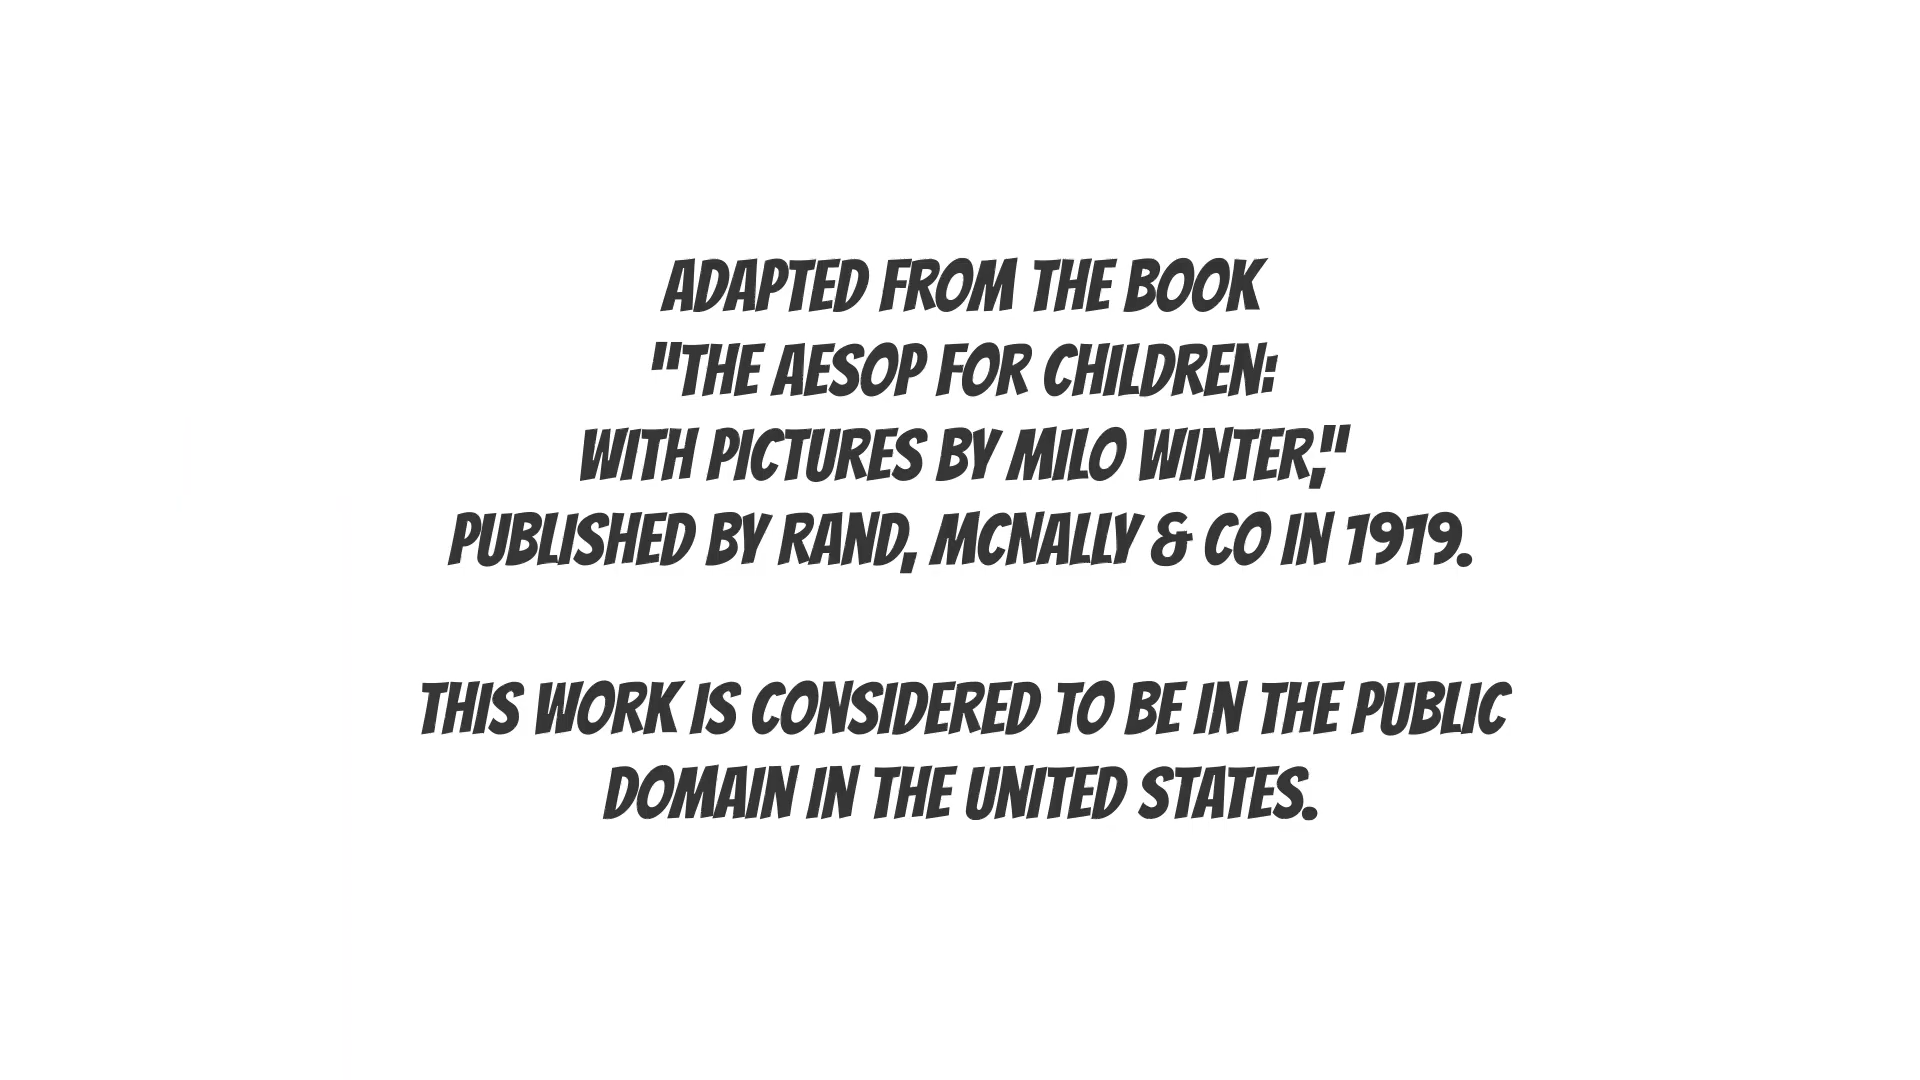 ADAPTED FROM THE BOOK
"THE AESOP FOR CHILDREN:
WITH PICTURES BY MILO WINTER,"
PUBLISHED BY RAND, MCNALLY & CO IN 1919.
THIS WORK IS CONSIDERED TO BE IN THE PUBLIC
DOMAIN IN THE UNITED STATES.